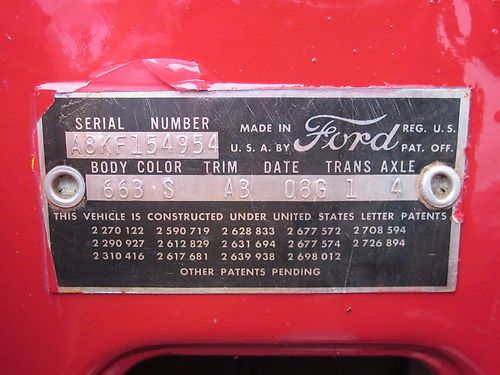 SERIAL NUMBER MADE IN Ford REG. U.S.
A8KF154954 U.S.A. BY PAT. OFF.
BODY COLOR TRIM DATE TRANS AXLE
66B S A3 08G 1 4
THIS VEHICLE IS CONSTRUCTED UNDER UNITED STATES LETTER PATENTS
2 270 122 2 590 719 2 628 833 2 677 572 2 708 594
2 290 927 2 612 829 2 631 694 2 677 574 2 726 894
2 310 416 2 617 681 2 639 938 2 698 012
OTHER PATENTS PENDING